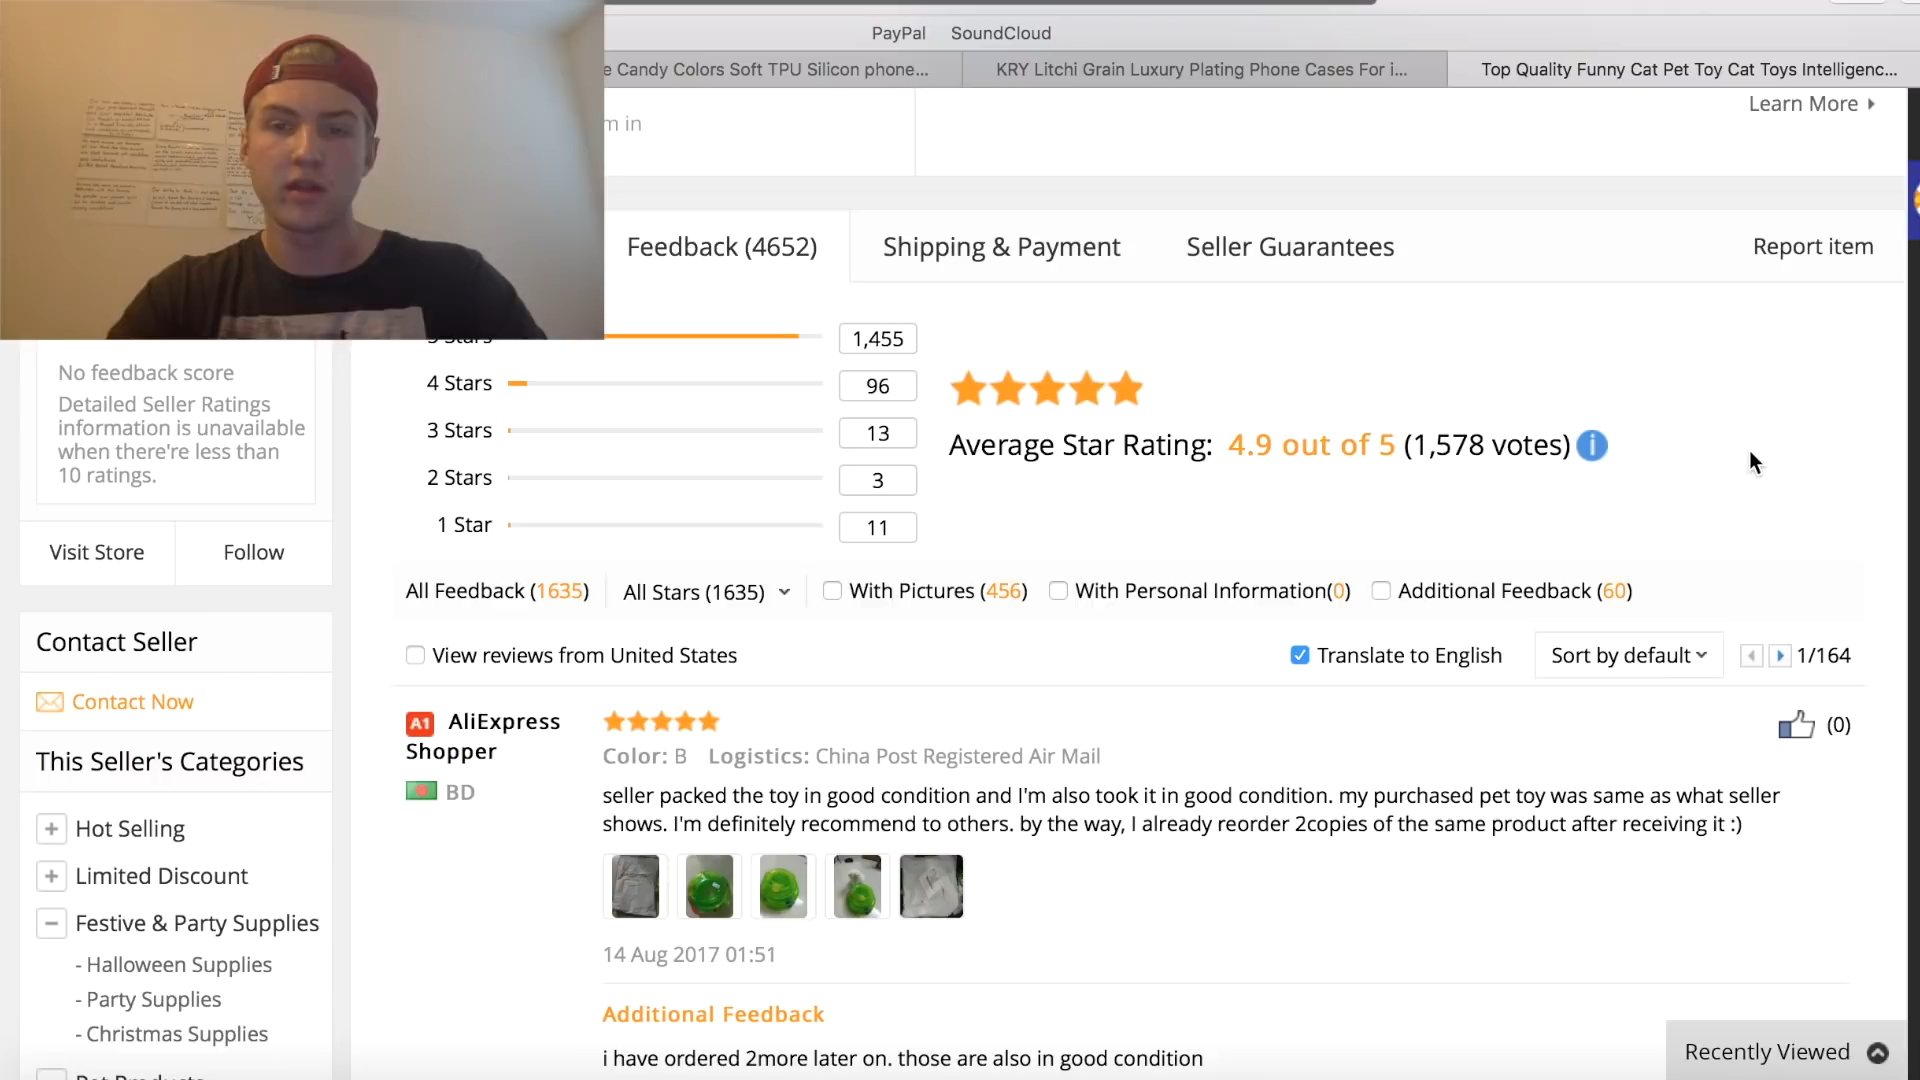 PayPal SoundCloud
e Candy Colors Soft TPU Silicon phone...
KRY Litchi Grain Luxury Plating Phone Cases For i...
Top Quality Funny Cat Pet Toy Cat Toys Intelligenc...
Learn More
m in
Feedback (4652)
Shipping & Payment
Seller Guarantees
Report item
5 Stars 1,455
4 Stars 96
3 Stars 13
2 Stars 3
1 Star 11
Average Star Rating: 4.9 out of 5 (1,578 votes)
No feedback score
Detailed Seller Ratings
information is unavailable
when there're less than
10 ratings.
Visit Store Follow
Contact Seller
Contact Now
This Seller's Categories
Hot Selling
Limited Discount
Festive & Party Supplies
- Halloween Supplies
- Party Supplies
- Christmas Supplies
Pet Products
All Feedback (1635) All Stars (1635) With Pictures (456) With Personal Information(0) Additional Feedback (60)
View reviews from United States Translate to English Sort by default 1/164
A1 AliExpress
Shopper
BD
(0)
Color: B Logistics: China Post Registered Air Mail
seller packed the toy in good condition and I'm also took it in good condition. my purchased pet toy was same as what seller
shows. I'm definitely recommend to others. by the way, I already reorder 2copies of the same product after receiving it :)
14 Aug 2017 01:51
Additional Feedback
i have ordered 2more later on. those are also in good condition
Recently Viewed